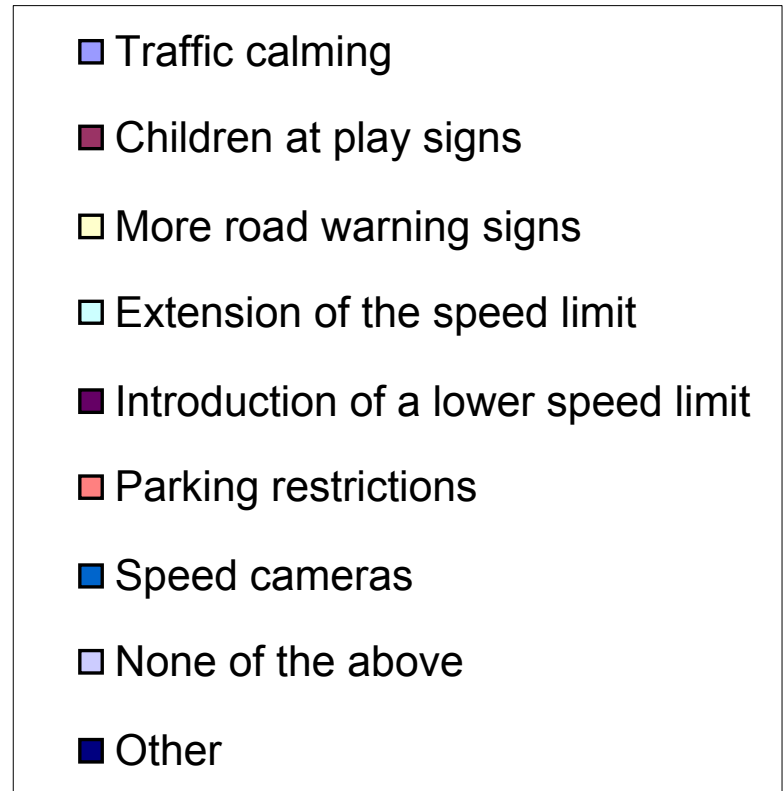 Traffic calming
Children at play signs
More road warning signs
Extension of the speed limit
Introduction of a lower speed limit
Parking restrictions
Speed cameras
None of the above
Other